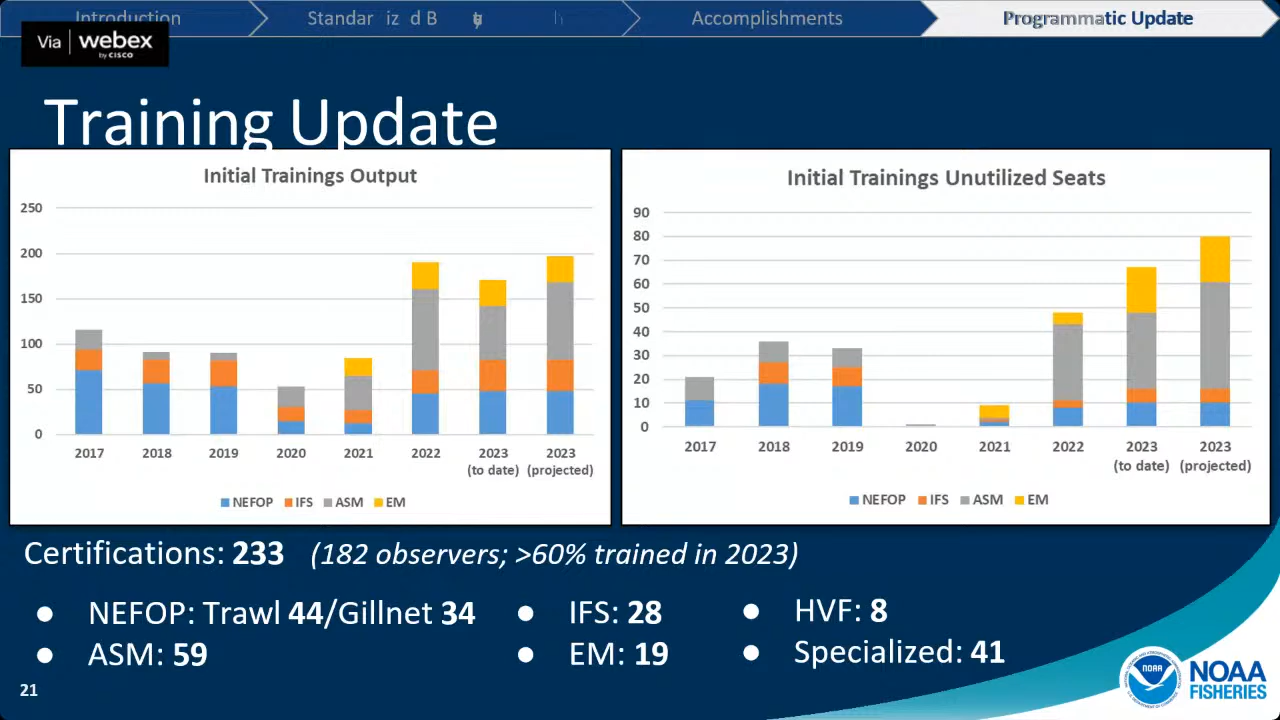 Introduction
Accomplishments
Programmatic Update
Via webex
by CISCO
Training Update
Initial Trainings Output
250
200
150
100
50
0
2017 2018 2019 2020 2021 2022 2023 2023
(to date) (projected)
NEFOP IFS ASM EM
Initial Trainings Unutilized Seats
90
80
70
60
50
40
30
20
10
0
2017 2018 2019 2020 2021 2022 2023 2023
(to date) (projected)
NEFOP IFS ASM EM
Certifications: 233 (182 observers; >60% trained in 2023)
● NEFOP: Trawl 44/Gillnet 34
● ASM: 59
● IFS: 28
● EM: 19
● HVF: 8
● Specialized: 41
21
NOAA
NOAA
FISHERIES